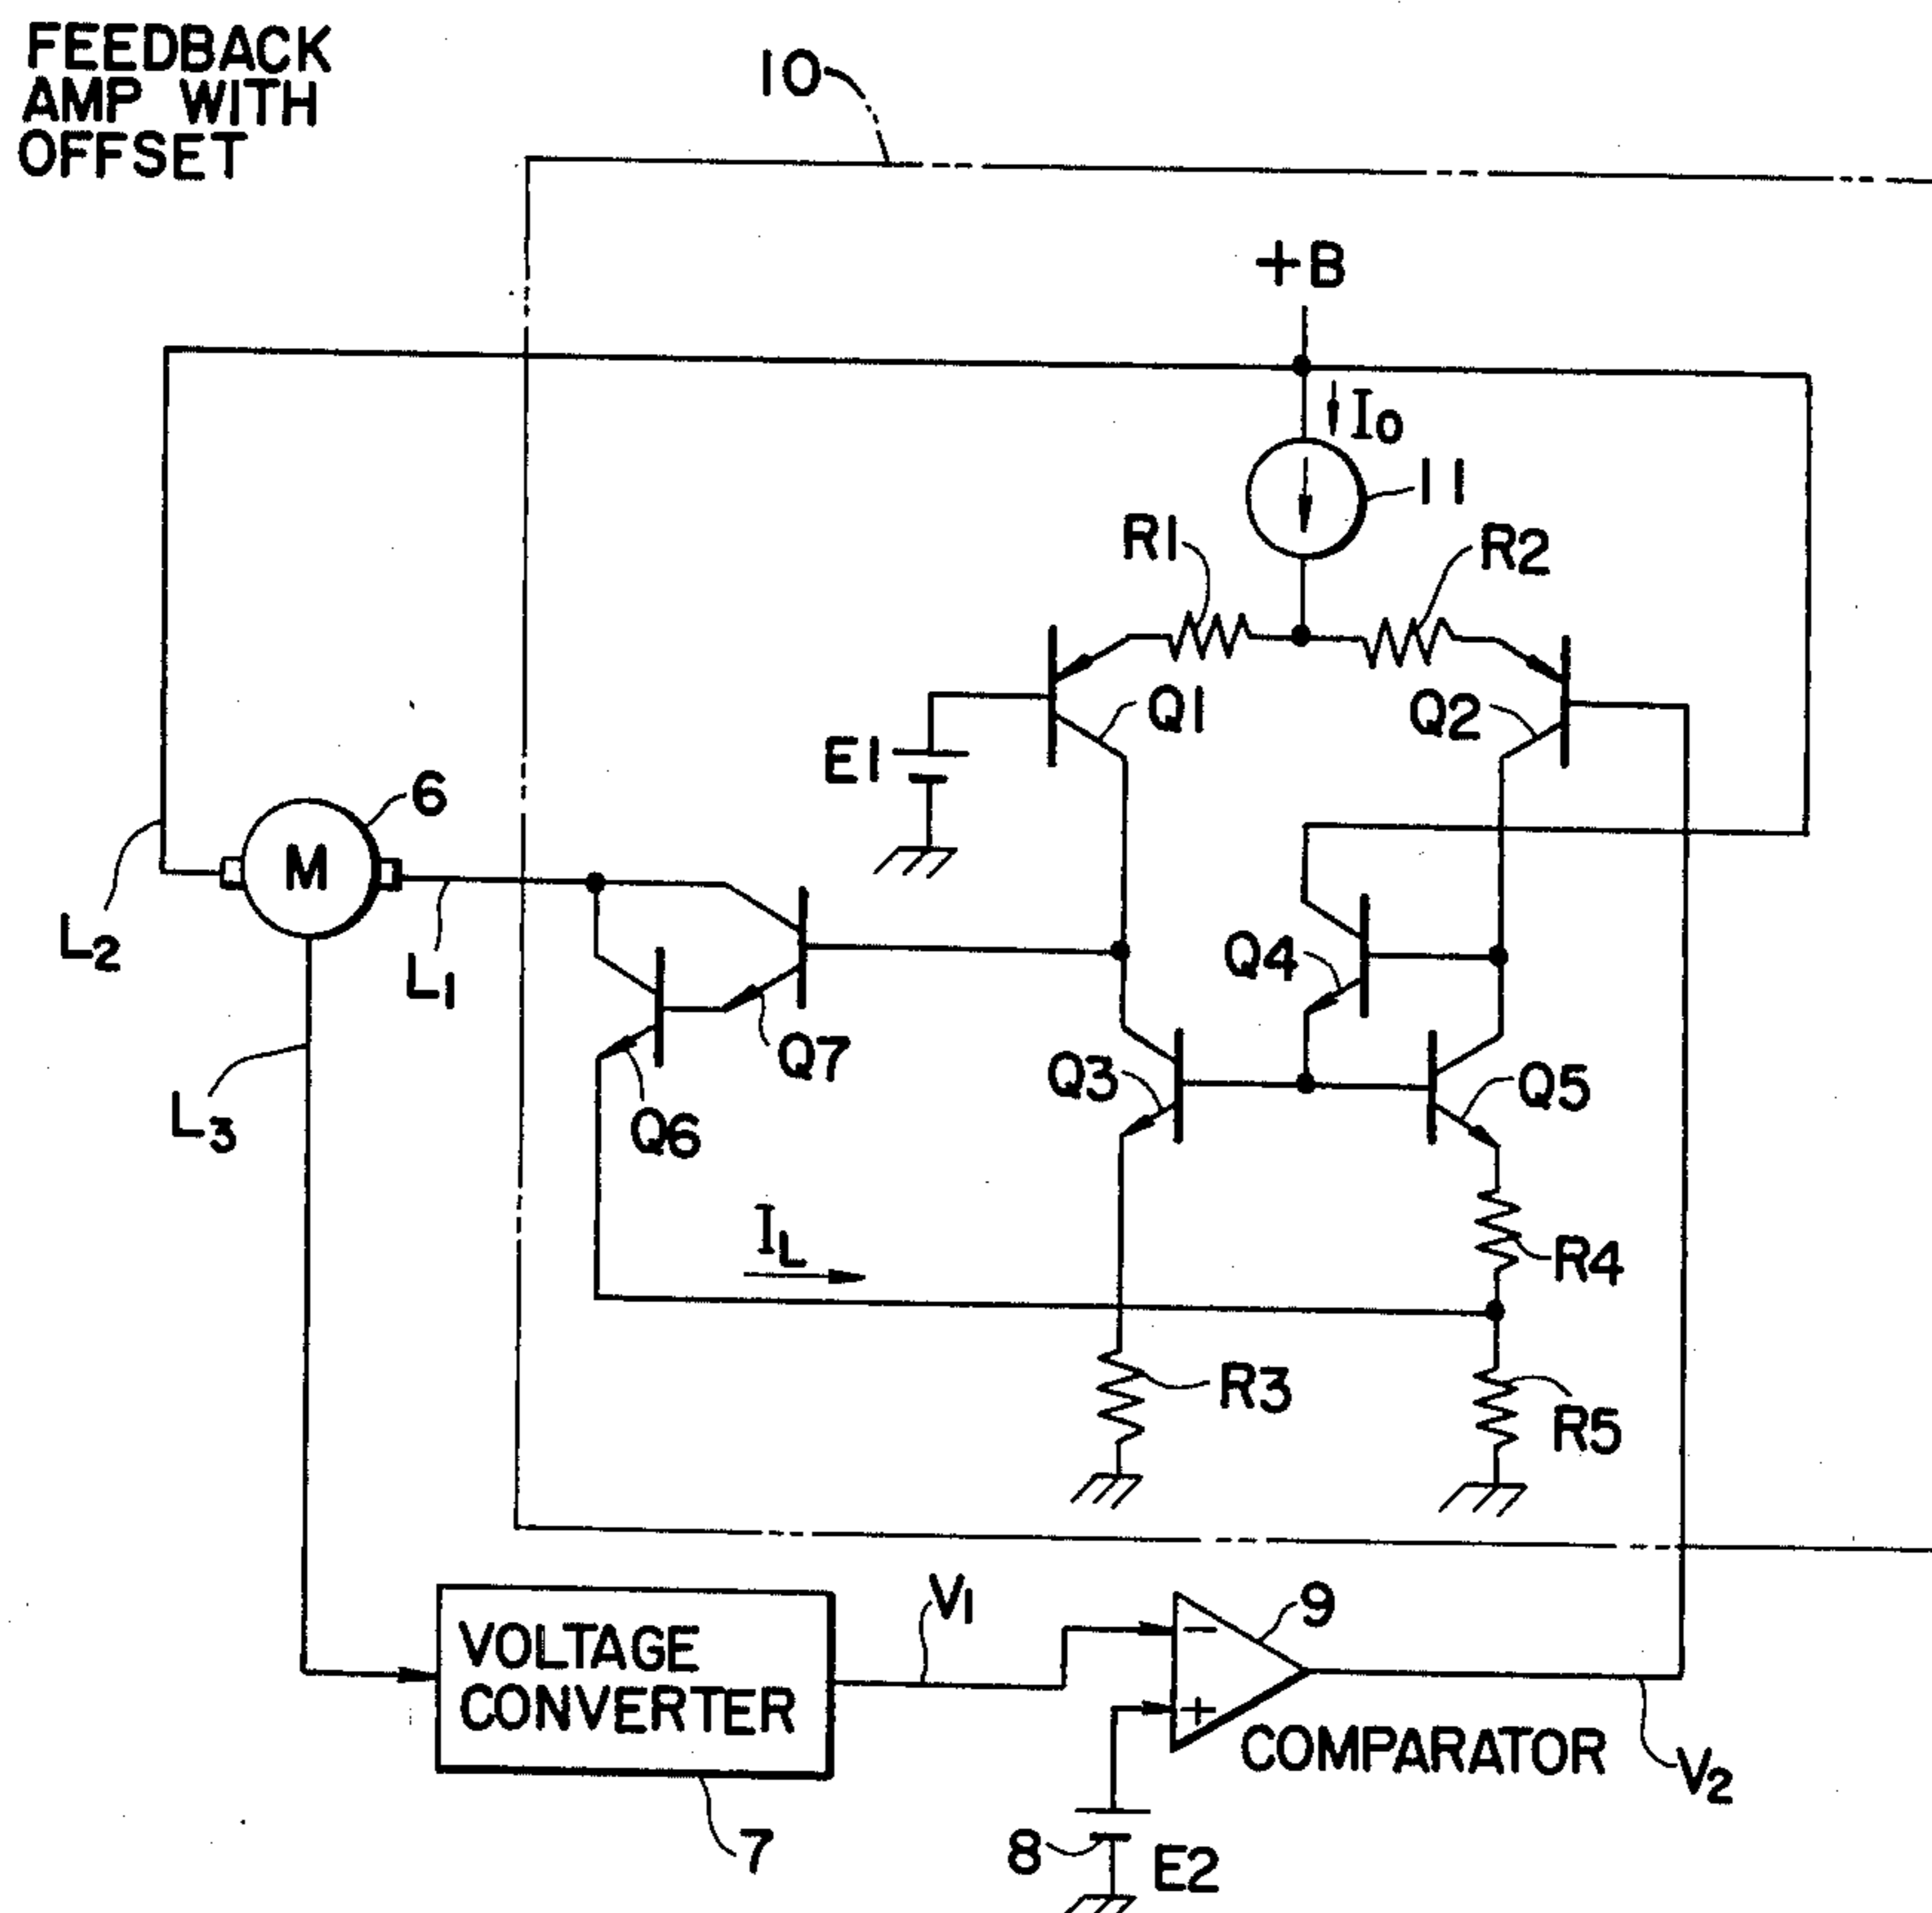 FEEDBACK
AMP WITH
OFFSET
10
+B
I0
11
R1
R2
Q1
Q2
E1
6
M
L2
L1
Q4
Q7
Q3
Q5
L3
Q6
IL
R4
R3
R5
V1
9
VOLTAGE
CONVERTER
−
+
COMPARATOR
V2
7
8
E2